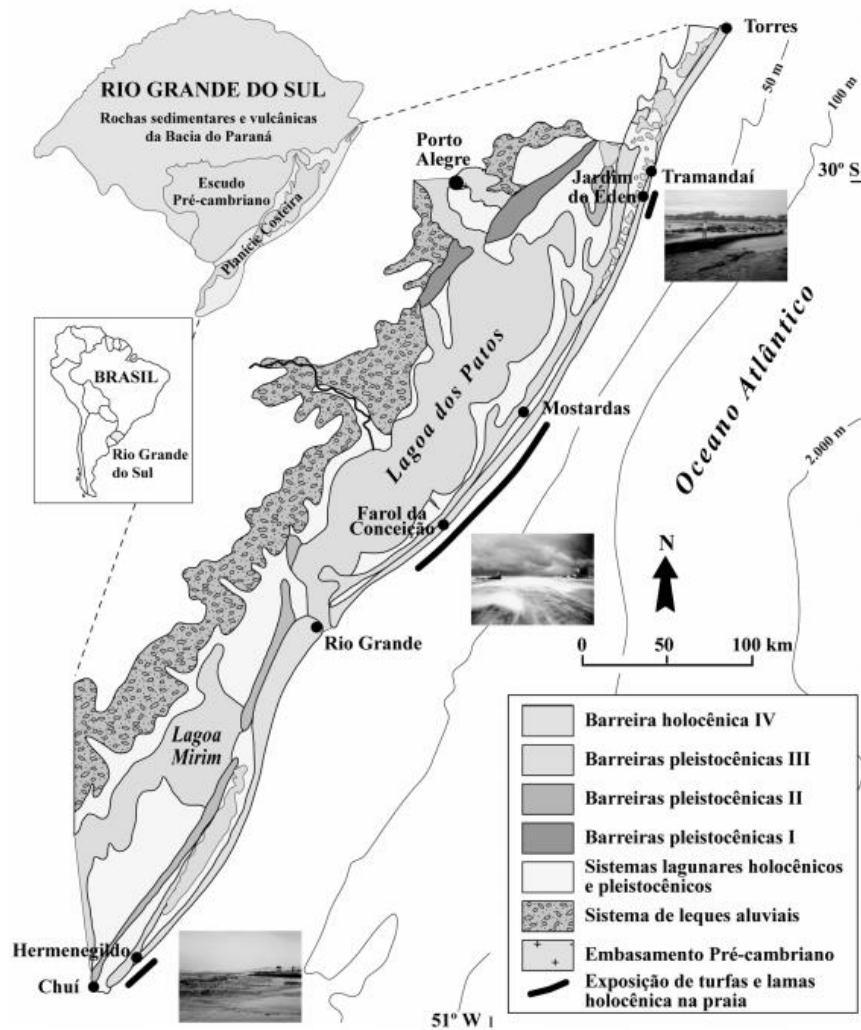 RIO GRANDE DO SUL
Rochas sedimentares e vulcânicas
da Bacia do Paraná
Escudo
Pré-cambriano
Planície Costeira
BRASIL
Rio Grande
do Sul
Torres
50 m
100 m
Porto
Alegre
Jardim
do Eden
Tramandaí
30º S
Lagoa dos Patos
Mostardas
Oceano Atlântico
2.000 m
Farol da
Conceição
N
Rio Grande
0 50 100 km
Lagoa
Mirim
Hermenegildo
Chuí
51º W
Barreira holocênica IV
Barreiras pleistocênicas III
Barreiras pleistocênicas II
Barreiras pleistocênicas I
Sistemas lagunares holocênicos
e pleistocênicos
Sistema de leques aluviais
Embasamento Pré-cambriano
Exposição de turfas e lamas
holocênica na praia